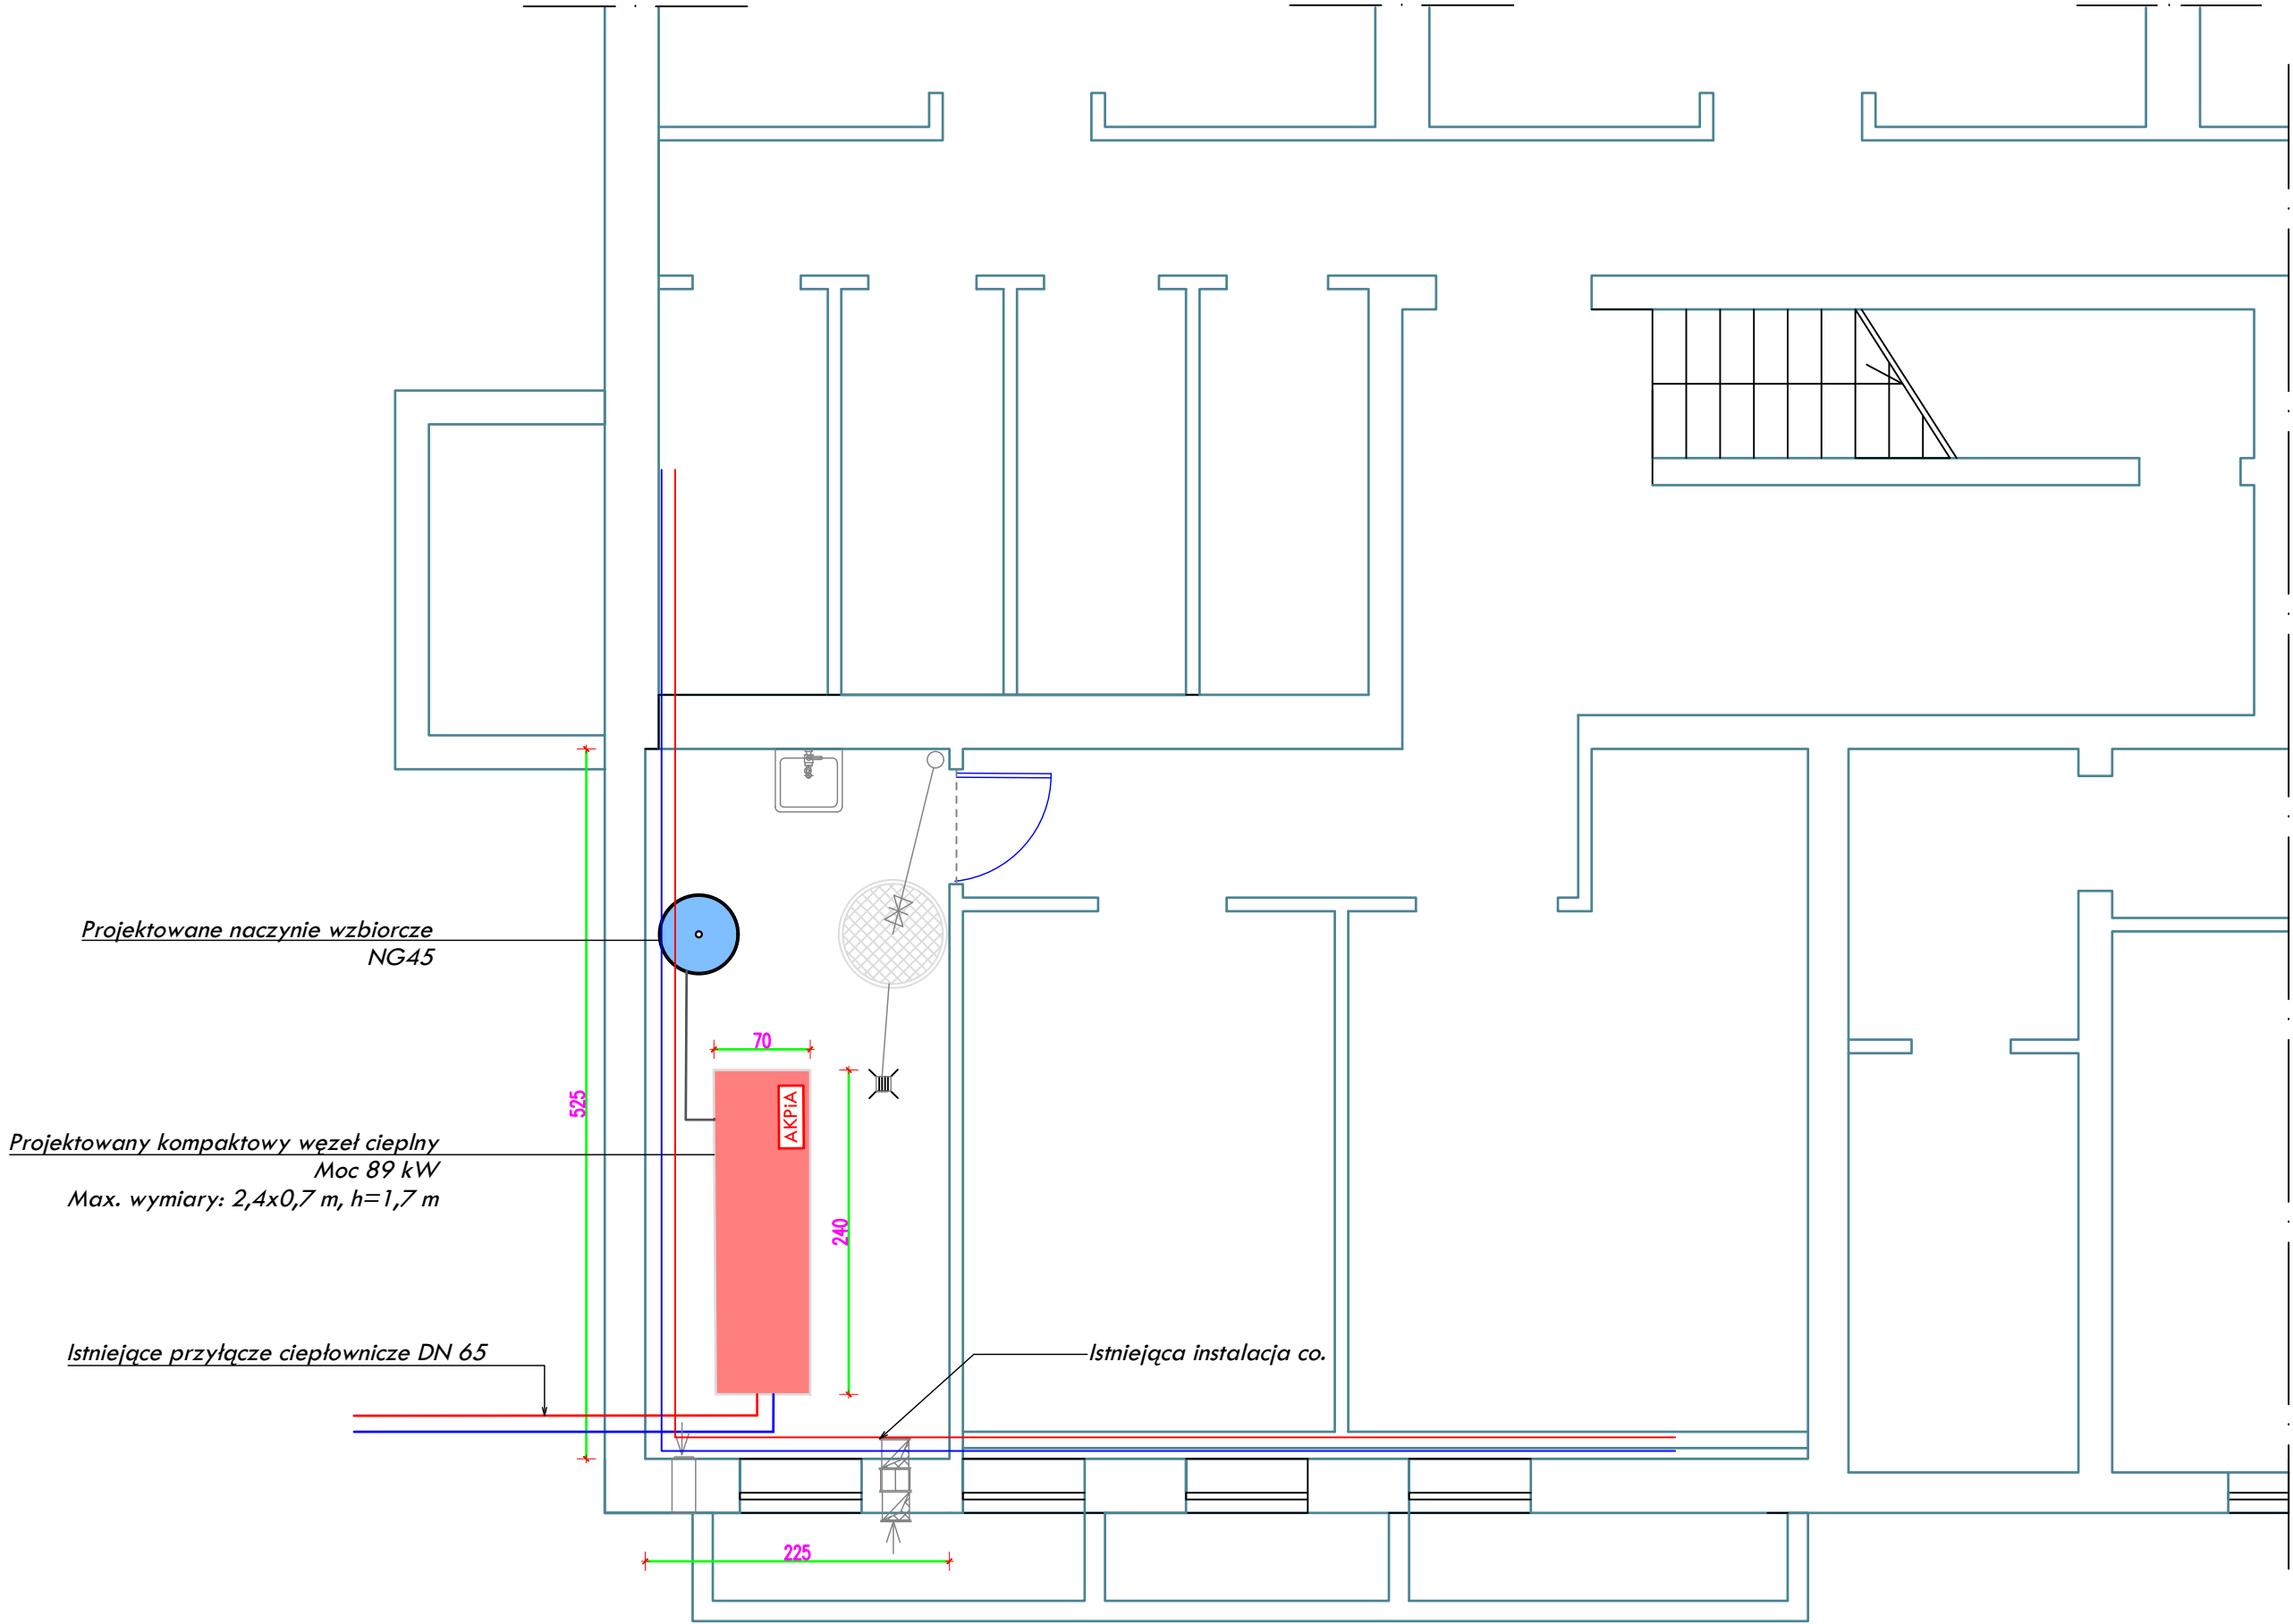 Projektowane naczynie wzbiorcze
NG45
70
AKPiA
525
Projektowany kompaktowy węzeł cieplny
Moc 89 kW
Max. wymiary: 2,4x0,7 m, h=1,7 m
240
Istniejące przyłącze ciepłownicze DN 65
Istniejąca instalacja co.
225